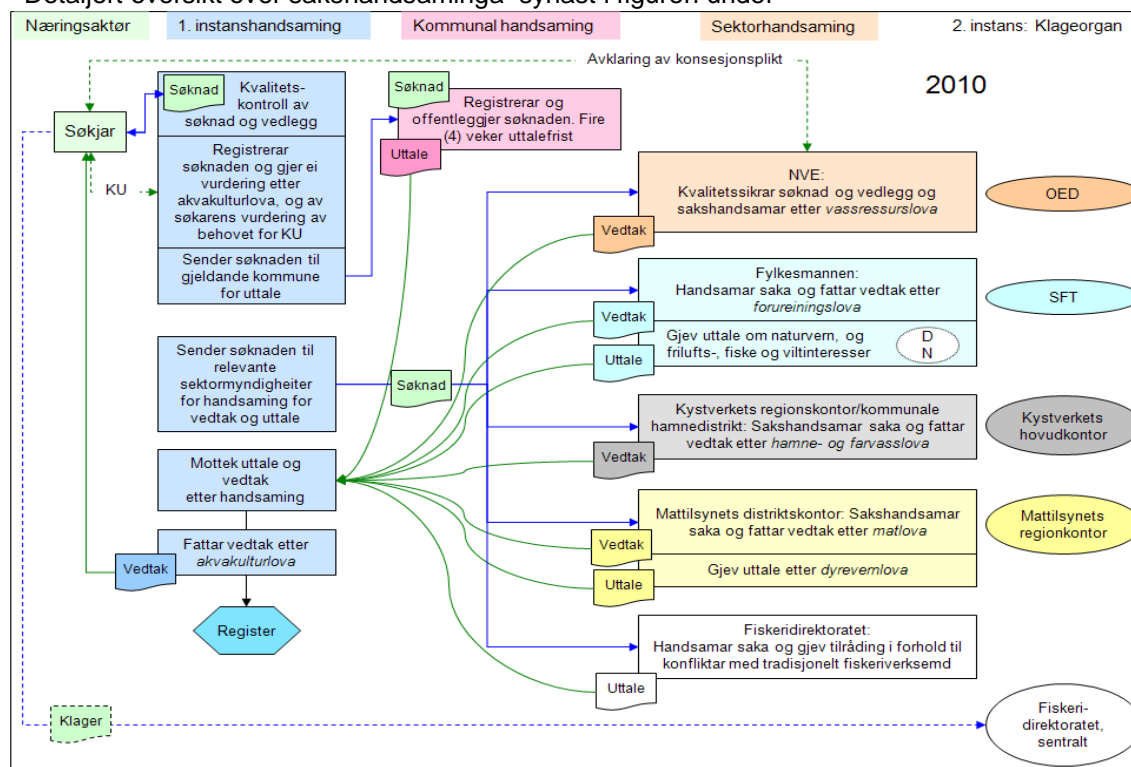 Detaljert oversikt over sakshandsaminga synast i figuren under
Næringsaktør
1. instanshandsaming
Kommunal handsaming
Sektorhandsaming
2. instans: Klageorgan
Avklaring av konsesjonsplikt
2010
Søkjar
Søknad
Kvalitets-
kontroll av
søknad og vedlegg
KU
Registrerar
søknaden og gjer ei
vurdering etter
akvakulturlova, og av
søkarens vurdering av
behovet for KU
Sender søknaden til
gjeldande kommune
for uttale
Søknad
Registrerar og
offentleggjer søknaden. Fire
(4) veker uttalefrist
Uttale
NVE:
Kvalitetssikrar søknad og vedlegg og
sakshandsamar etter vassressurslova
Vedtak
OED
Fylkesmannen:
Handsamar saka og fattar vedtak etter
forureiningslova
Vedtak
SFT
Gjev uttale om naturvern, og
frilufts-, fiske og viltinteresser
D
N
Uttale
Sender søknaden til
relevante
sektormyndigheiter
for handsaming for
vedtak og uttale
Søknad
Kystverkets regionskontor/kommunale
hamnedistrikt: Sakshandsamar saka og fattar
vedtak etter hamne- og farvasslova
Vedtak
Kystverkets
hovudkontor
Mottek uttale og
vedtak
etter handsaming
Mattilsynets distriktskontor: Sakshandsamar
saka og fattar vedtak etter matlova
Vedtak
Mattilsynets
regionkontor
Gjev uttale etter dyrevernlova
Uttale
Fattar vedtak etter
akvakulturlova
Vedtak
Register
Fiskeridirektoratet:
Handsamar saka og gjev tilråding i forhold til
konfliktar med tradisjonelt fiskeriverksemd
Uttale
Klager
Fiskeri-
direktoratet,
sentralt